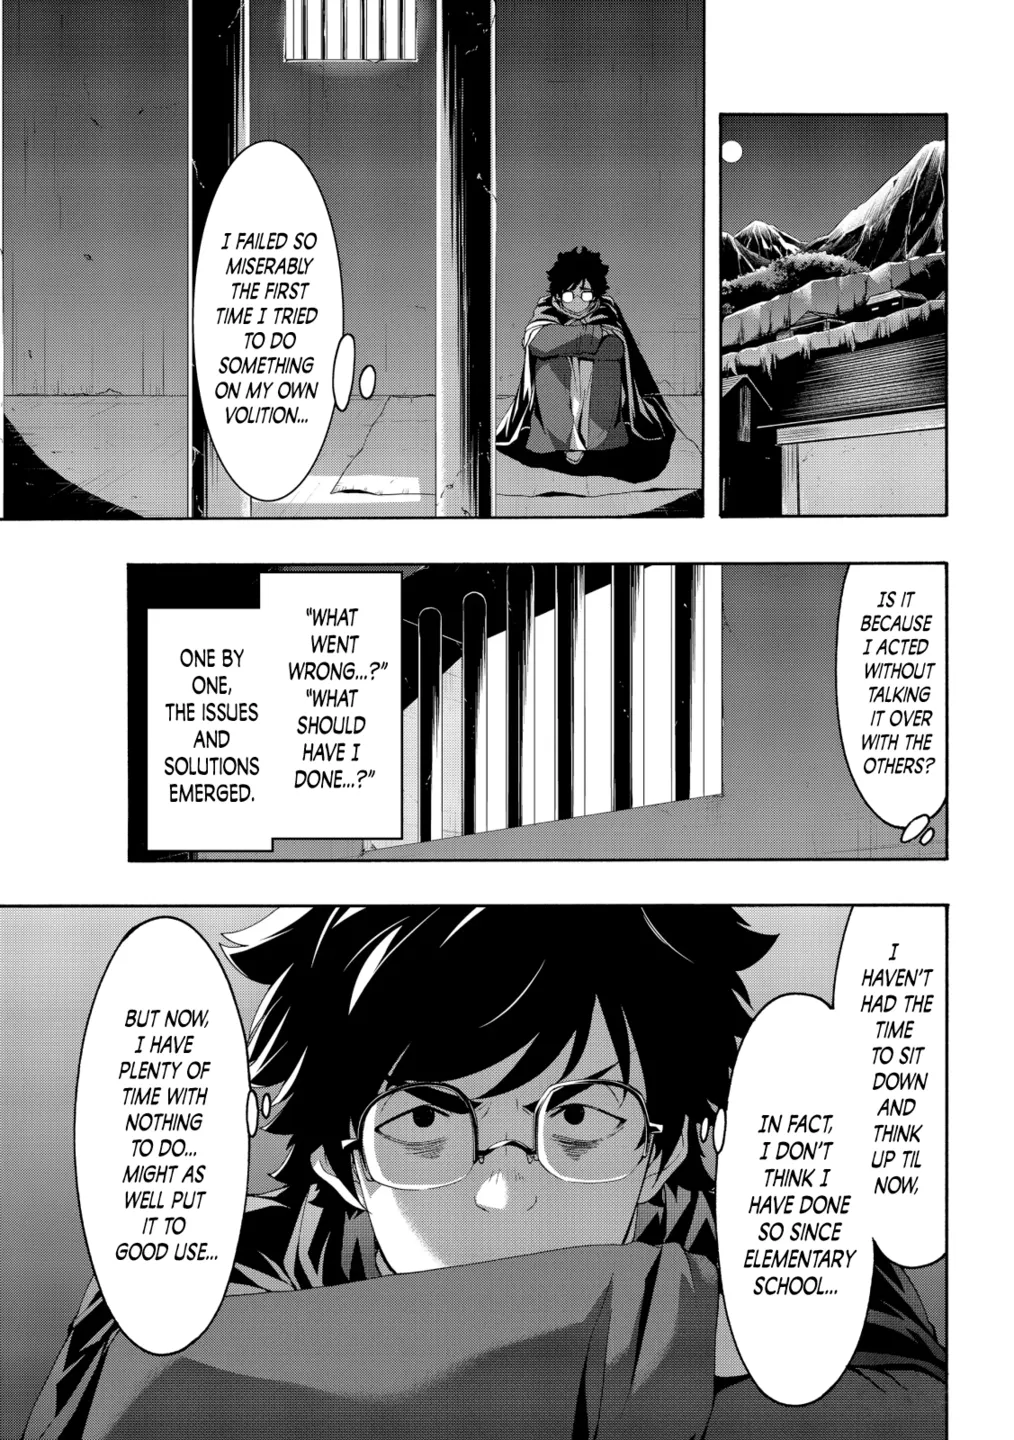 I FAILED SO
MISERABLY
THE FIRST
TIME I TRIED
TO DO
SOMETHING
ON MY OWN
VOLITION...
IS IT
BECAUSE
I ACTED
WITHOUT
TALKING
IT OVER
WITH THE
OTHERS?
"WHAT
WENT
WRONG...?"
"WHAT
SHOULD
HAVE I
DONE...?"
ONE BY
ONE,
THE ISSUES
AND
SOLUTIONS
EMERGED.
I
HAVEN'T
HAD THE
TIME
TO SIT
DOWN
AND
THINK
UP TIL
NOW,
IN FACT,
I DON'T
THINK I
HAVE DONE
SO SINCE
ELEMENTARY
SCHOOL...
BUT NOW,
I HAVE
PLENTY OF
TIME WITH
NOTHING
TO DO...
MIGHT AS
WELL PUT
IT TO
GOOD USE...